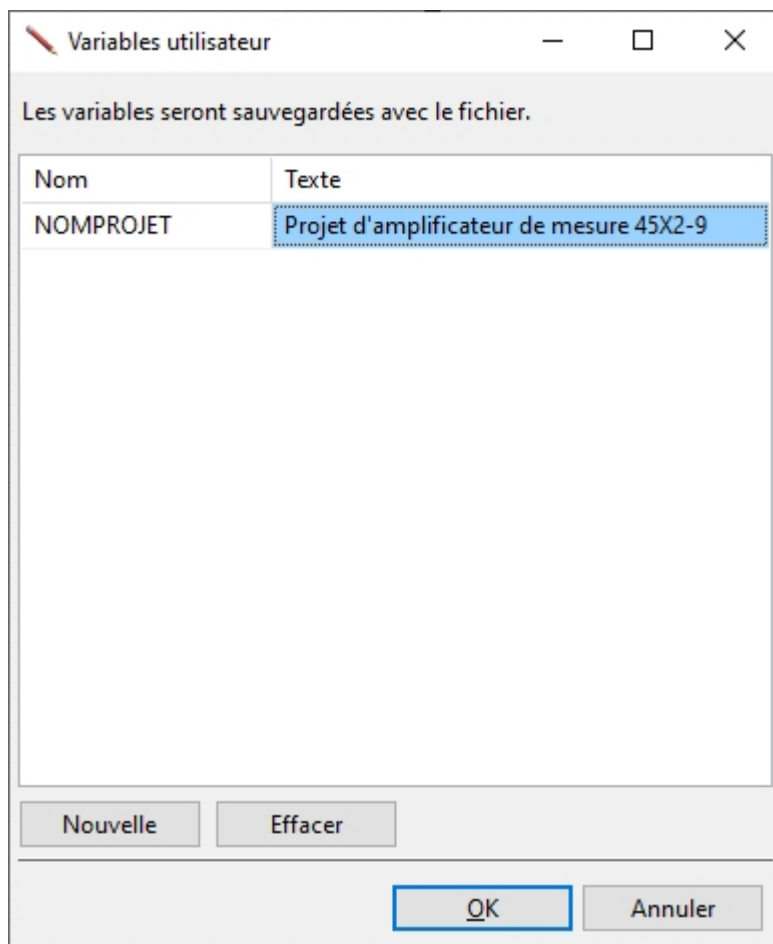 Variables utilisateur
Les variables seront sauvegardées avec le fichier.
Nom Texte
NOMPROJET Projet d'amplificateur de mesure 45X2-9
Nouvelle Effacer
OK Annuler